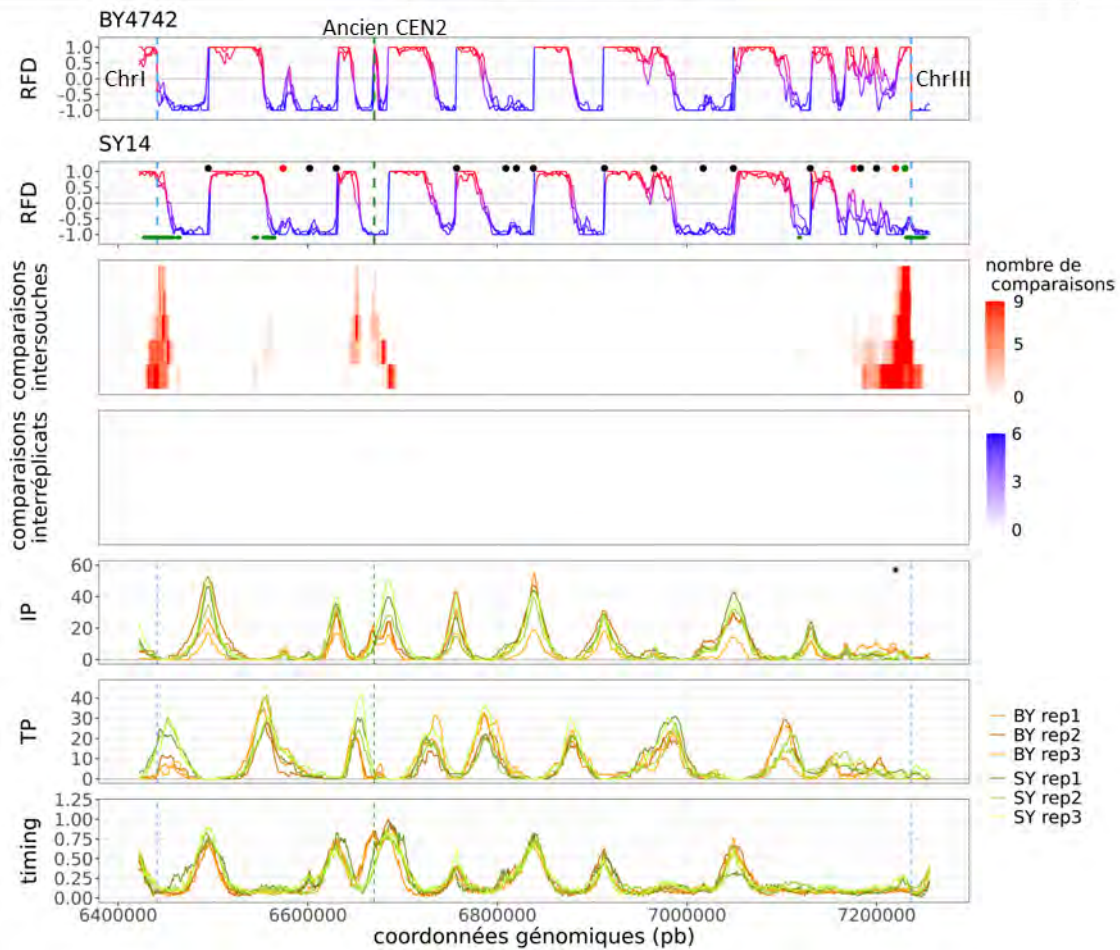 BY4742
Ancien CEN2
RFD
1.0
0.5
0.0
-0.5
-1.0
ChrI
ChrIII
SY14
RFD
1.0
0.5
0.0
-0.5
-1.0
comparaisons
intersouches
nombre de
comparaisons
9
5
0
comparaisons
interréplicats
6
3
0
IP
60
40
20
0
*
TP
40
30
20
10
0
BY rep1
BY rep2
BY rep3
SY rep1
SY rep2
SY rep3
timing
1.25
1.00
0.75
0.50
0.25
0.00
6400000 6600000 6800000 7000000 7200000
coordonnées génomiques (pb)